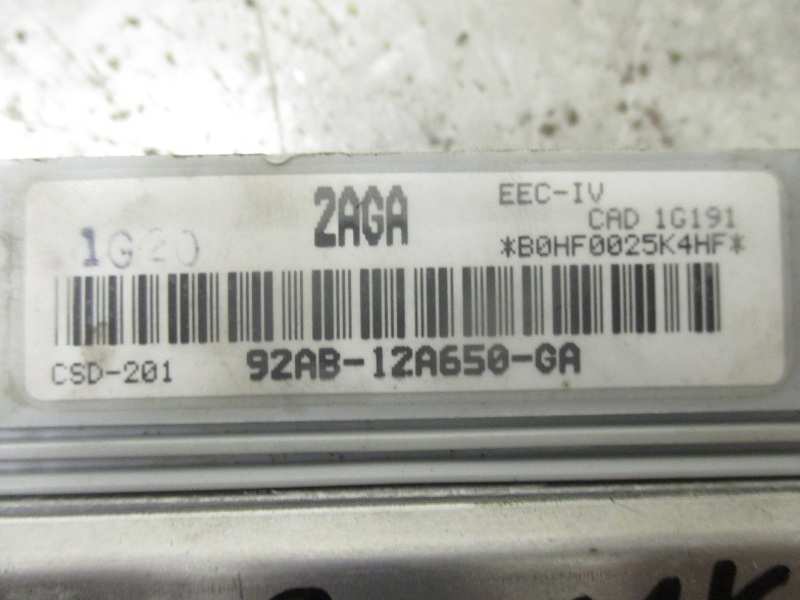 2AGA
EEC-IV
CAD 1G191
1G20
*B0HF0025K4HF*
CSD-201
92AB-12A650-GA